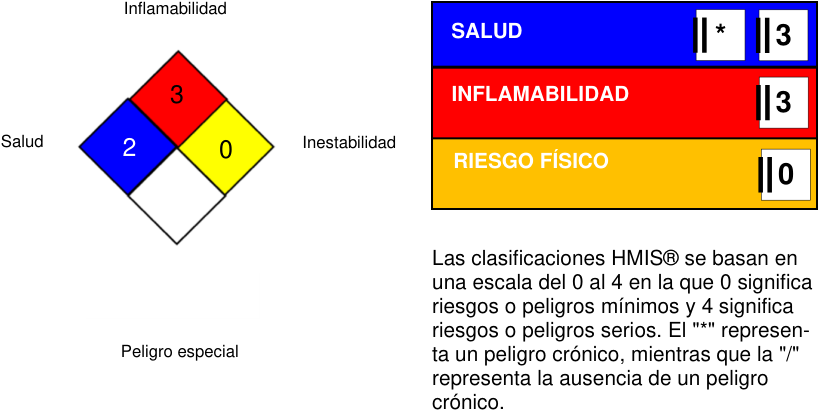 Inflamabilidad
3
Salud
2
0
Inestabilidad
Peligro especial
SALUD * 3
INFLAMABILIDAD 3
RIESGO FÍSICO 0
Las clasificaciones HMIS® se basan en
una escala del 0 al 4 en la que 0 significa
riesgos o peligros mínimos y 4 significa
riesgos o peligros serios. El "*" represen-
ta un peligro crónico, mientras que la "/"
representa la ausencia de un peligro
crónico.